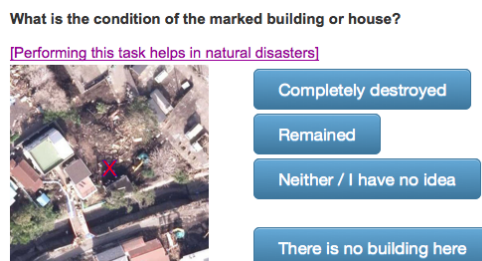 What is the condition of the marked building or house?
[Performing this task helps in natural disasters]
Completely destroyed
Remained
Neither / I have no idea
There is no building here